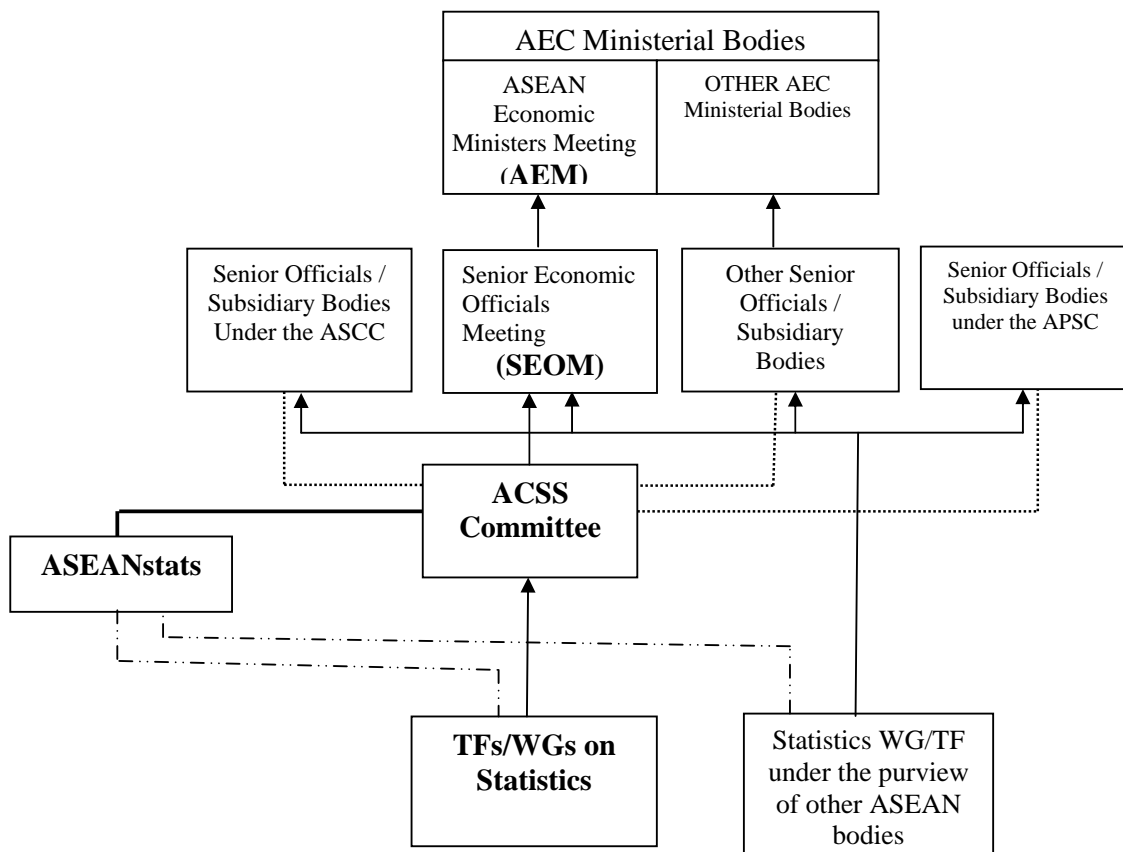 AEC Ministerial Bodies
ASEAN
Economic
Ministers Meeting
(AEM)
OTHER AEC
Ministerial Bodies
Senior Officials /
Subsidiary Bodies
Under the ASCC
Senior Economic
Officials
Meeting
(SEOM)
Other Senior
Officials /
Subsidiary
Bodies
Senior Officials /
Subsidiary Bodies
under the APSC
ACSS
Committee
ASEANstats
TFs/WGs on
Statistics
Statistics WG/TF
under the purview
of other ASEAN
bodies